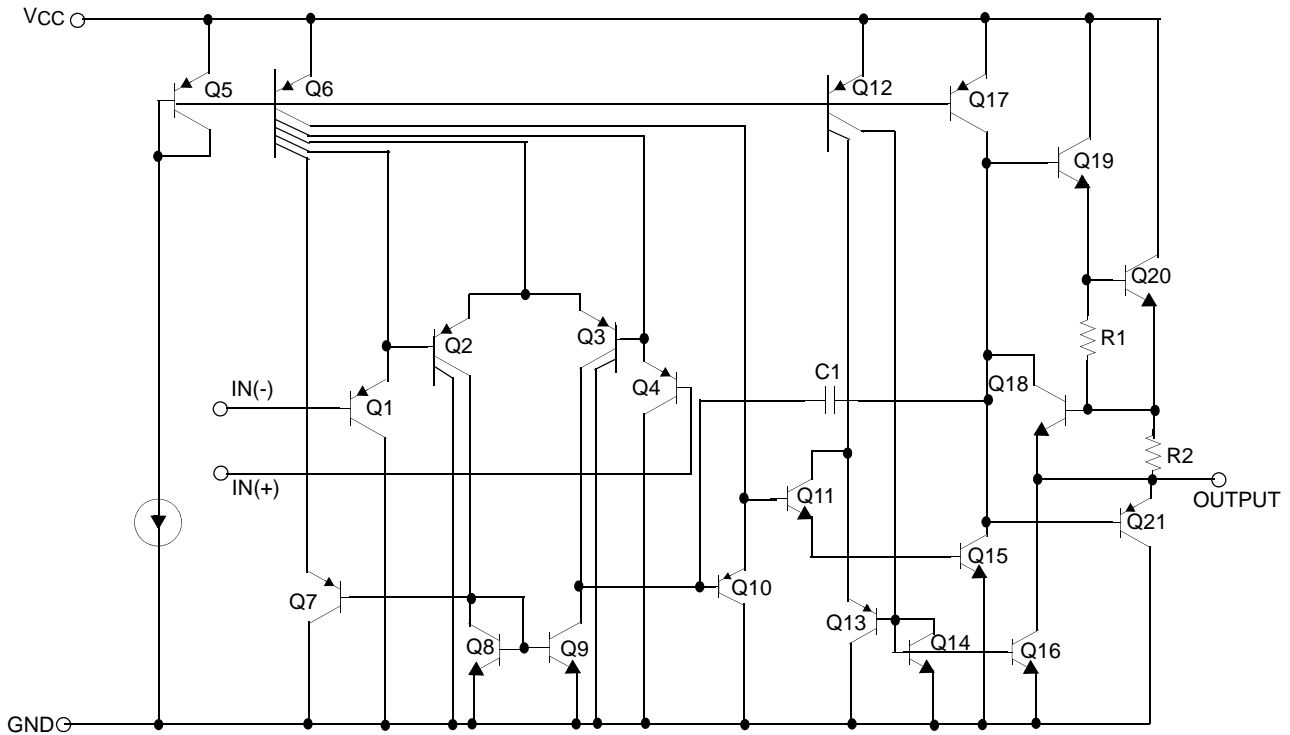 VCC
Q5
Q6
Q12
Q17
Q19
Q20
R1
Q2
Q3
Q4
C1
Q18
IN(-)
Q1
R2
IN(+)
Q11
OUTPUT
Q21
Q15
Q10
Q7
Q13
Q8
Q9
Q14
Q16
GND